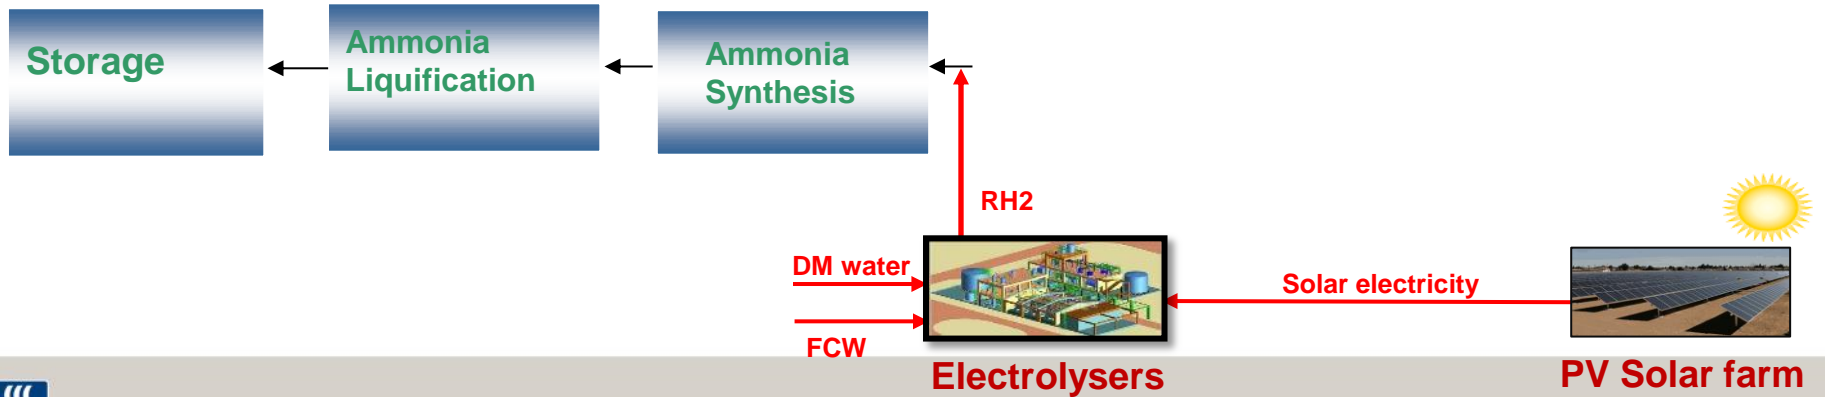 Storage
Ammonia
Liquification
Ammonia
Synthesis
RH2
DM water
Solar electricity
FCW
Electrolysers
PV Solar farm